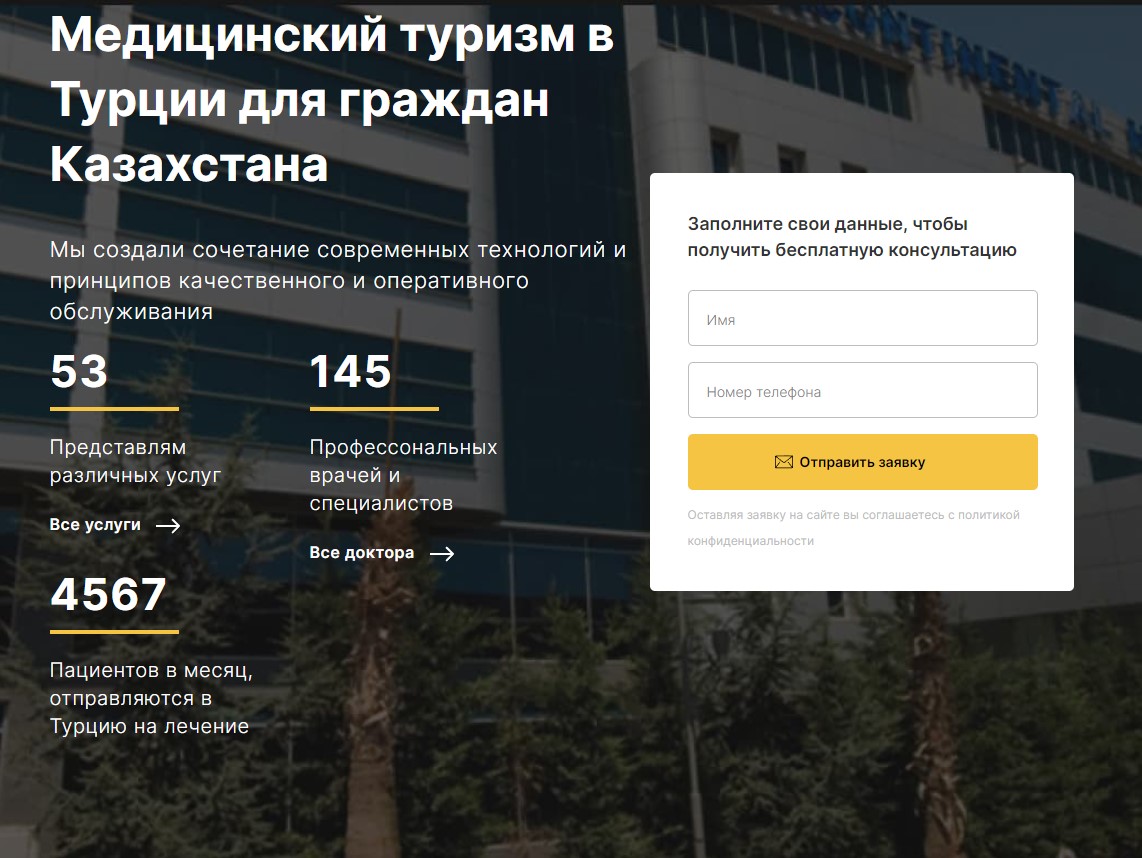 Медицинский туризм в
Турции для граждан
Казахстана
Мы создали сочетание современных технологий и
принципов качественного и оперативного
обслуживания
53
Представлям
различных услуг
Все услуги
145
Профессональных
врачей и
специалистов
Все доктора
4567
Пациентов в месяц,
отправляются в
Турцию на лечение
Заполните свои данные, чтобы
получить бесплатную консультацию
Имя
Номер телефона
Отправить заявку
Оставляя заявку на сайте вы соглашаетесь с политикой
конфиденциальности